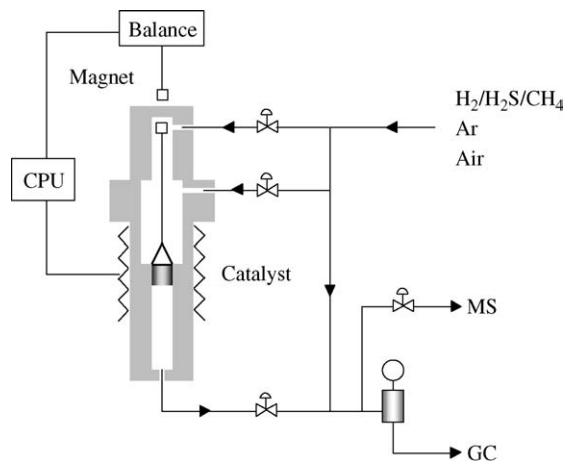 Balance
Magnet
H₂/H₂S/CH₄
Ar
Air
CPU
Catalyst
MS
GC